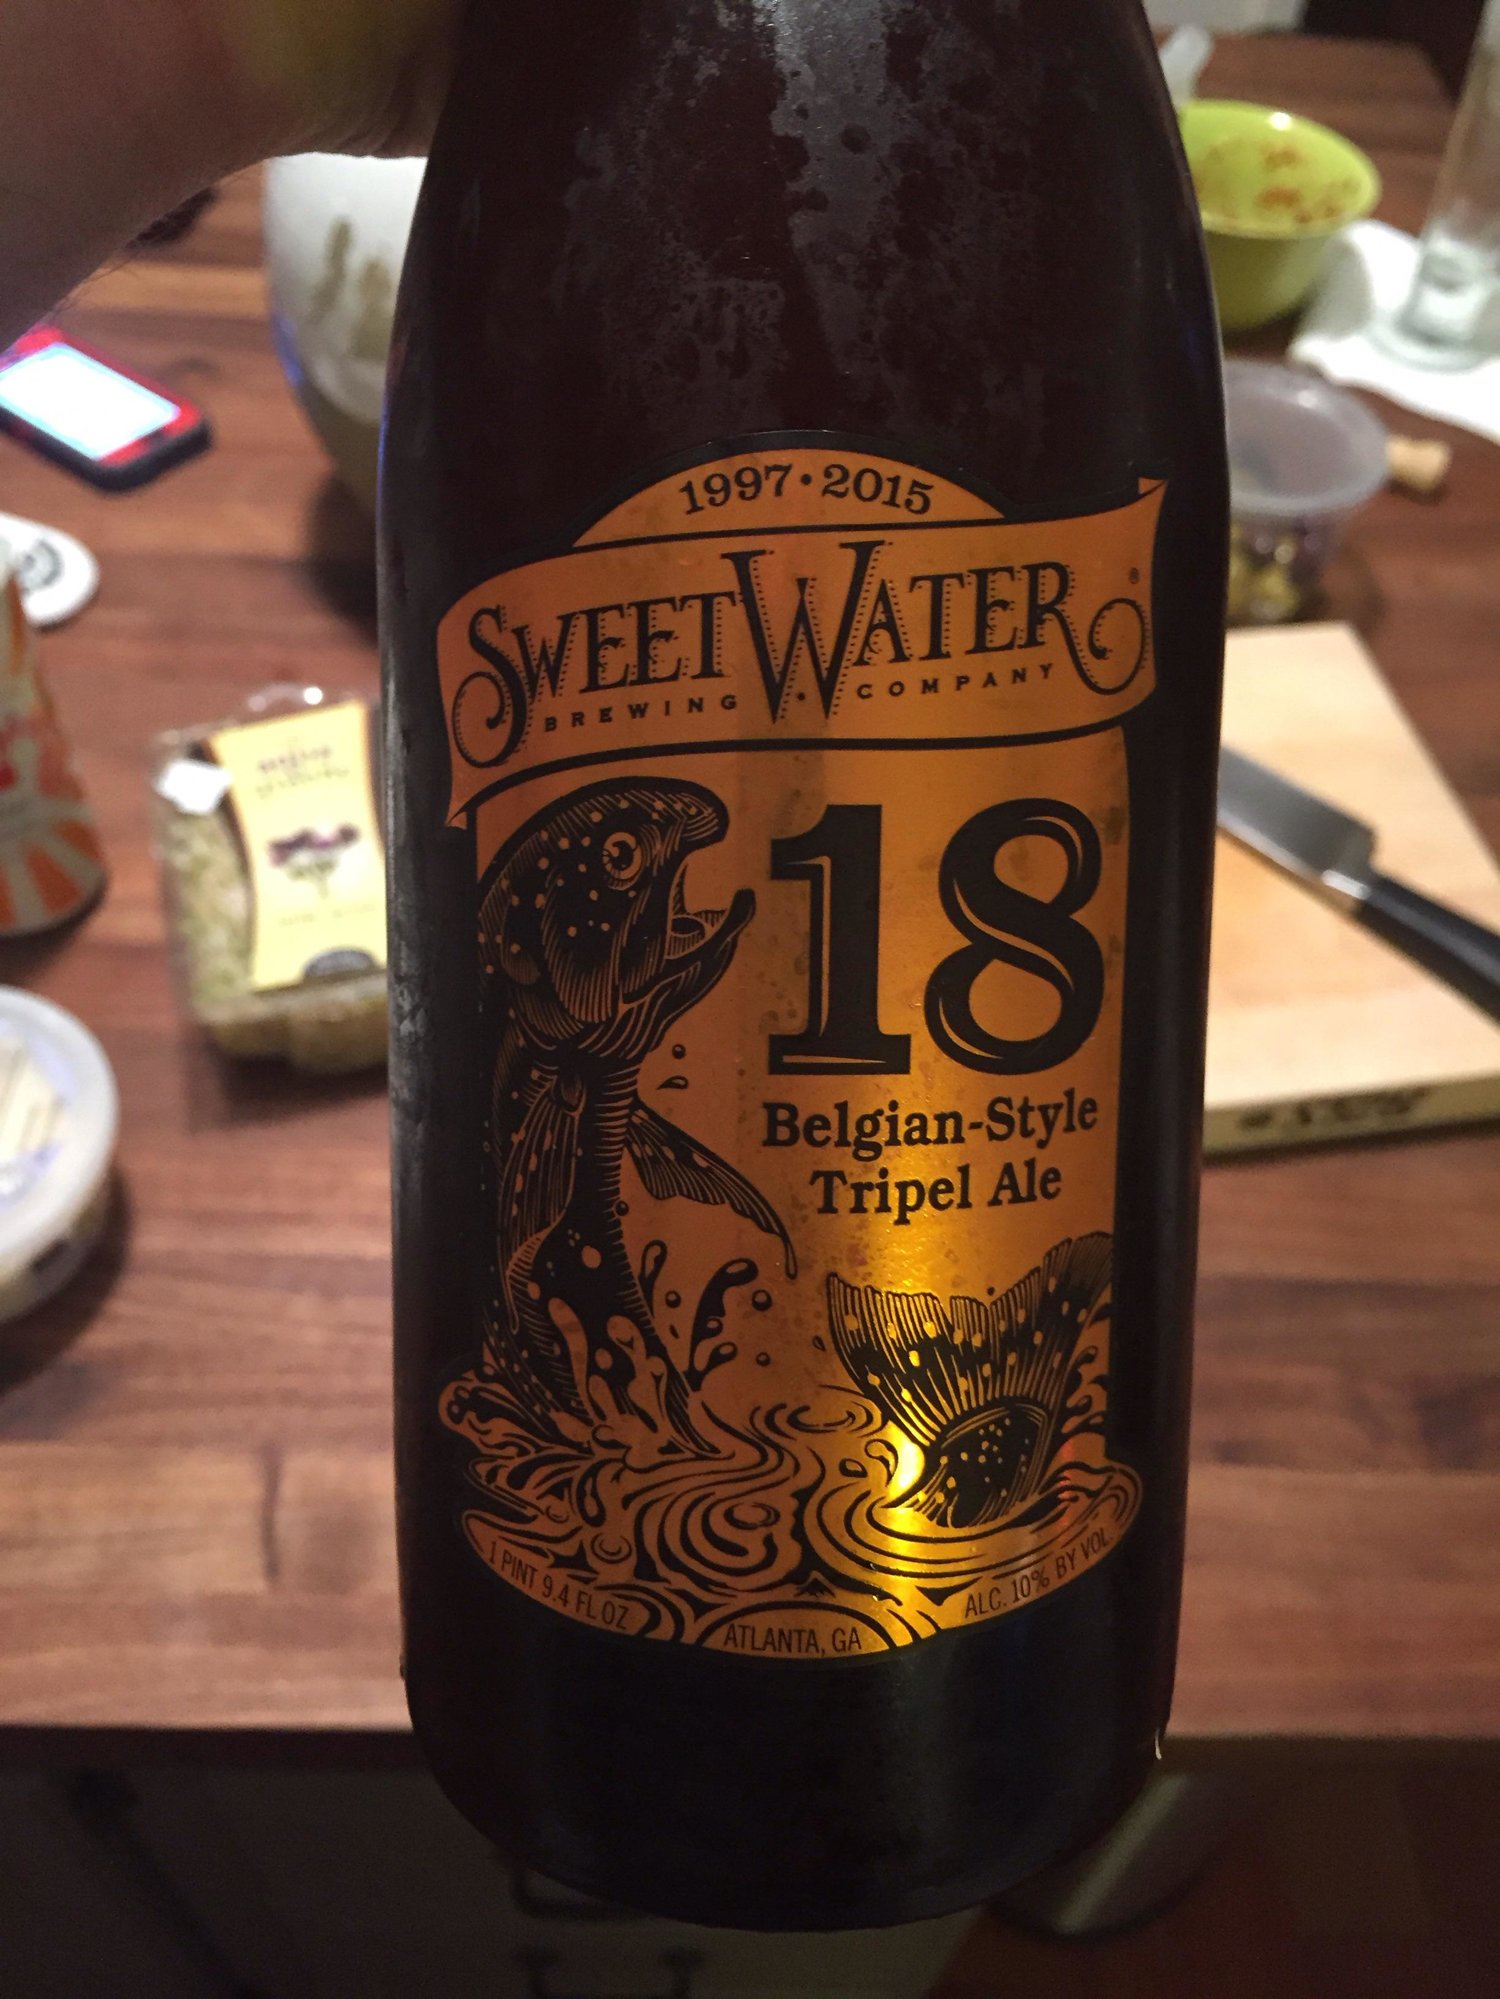 1997 • 2015
SWEETWATER ®
BREWING COMPANY
18
Belgian-Style
Tripel Ale
1 PINT 9.4 FL OZ
ATLANTA, GA
ALC. 10% BY VOL.